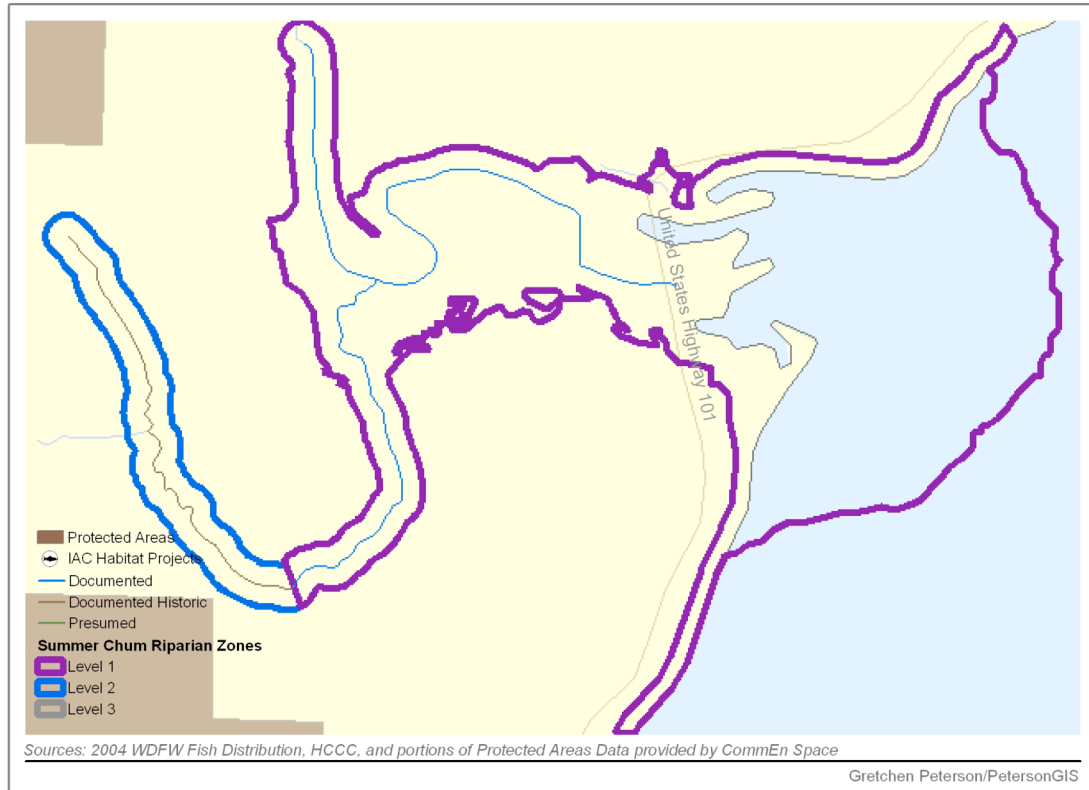 United States Highway 101
Protected Areas
IAC Habitat Projects
Documented
Documented Historic
Presumed
Summer Chum Riparian Zones
Level 1
Level 2
Level 3
Sources: 2004 WDFW Fish Distribution, HCCC, and portions of Protected Areas Data provided by CommEn Space
Gretchen Peterson/PetersonGIS